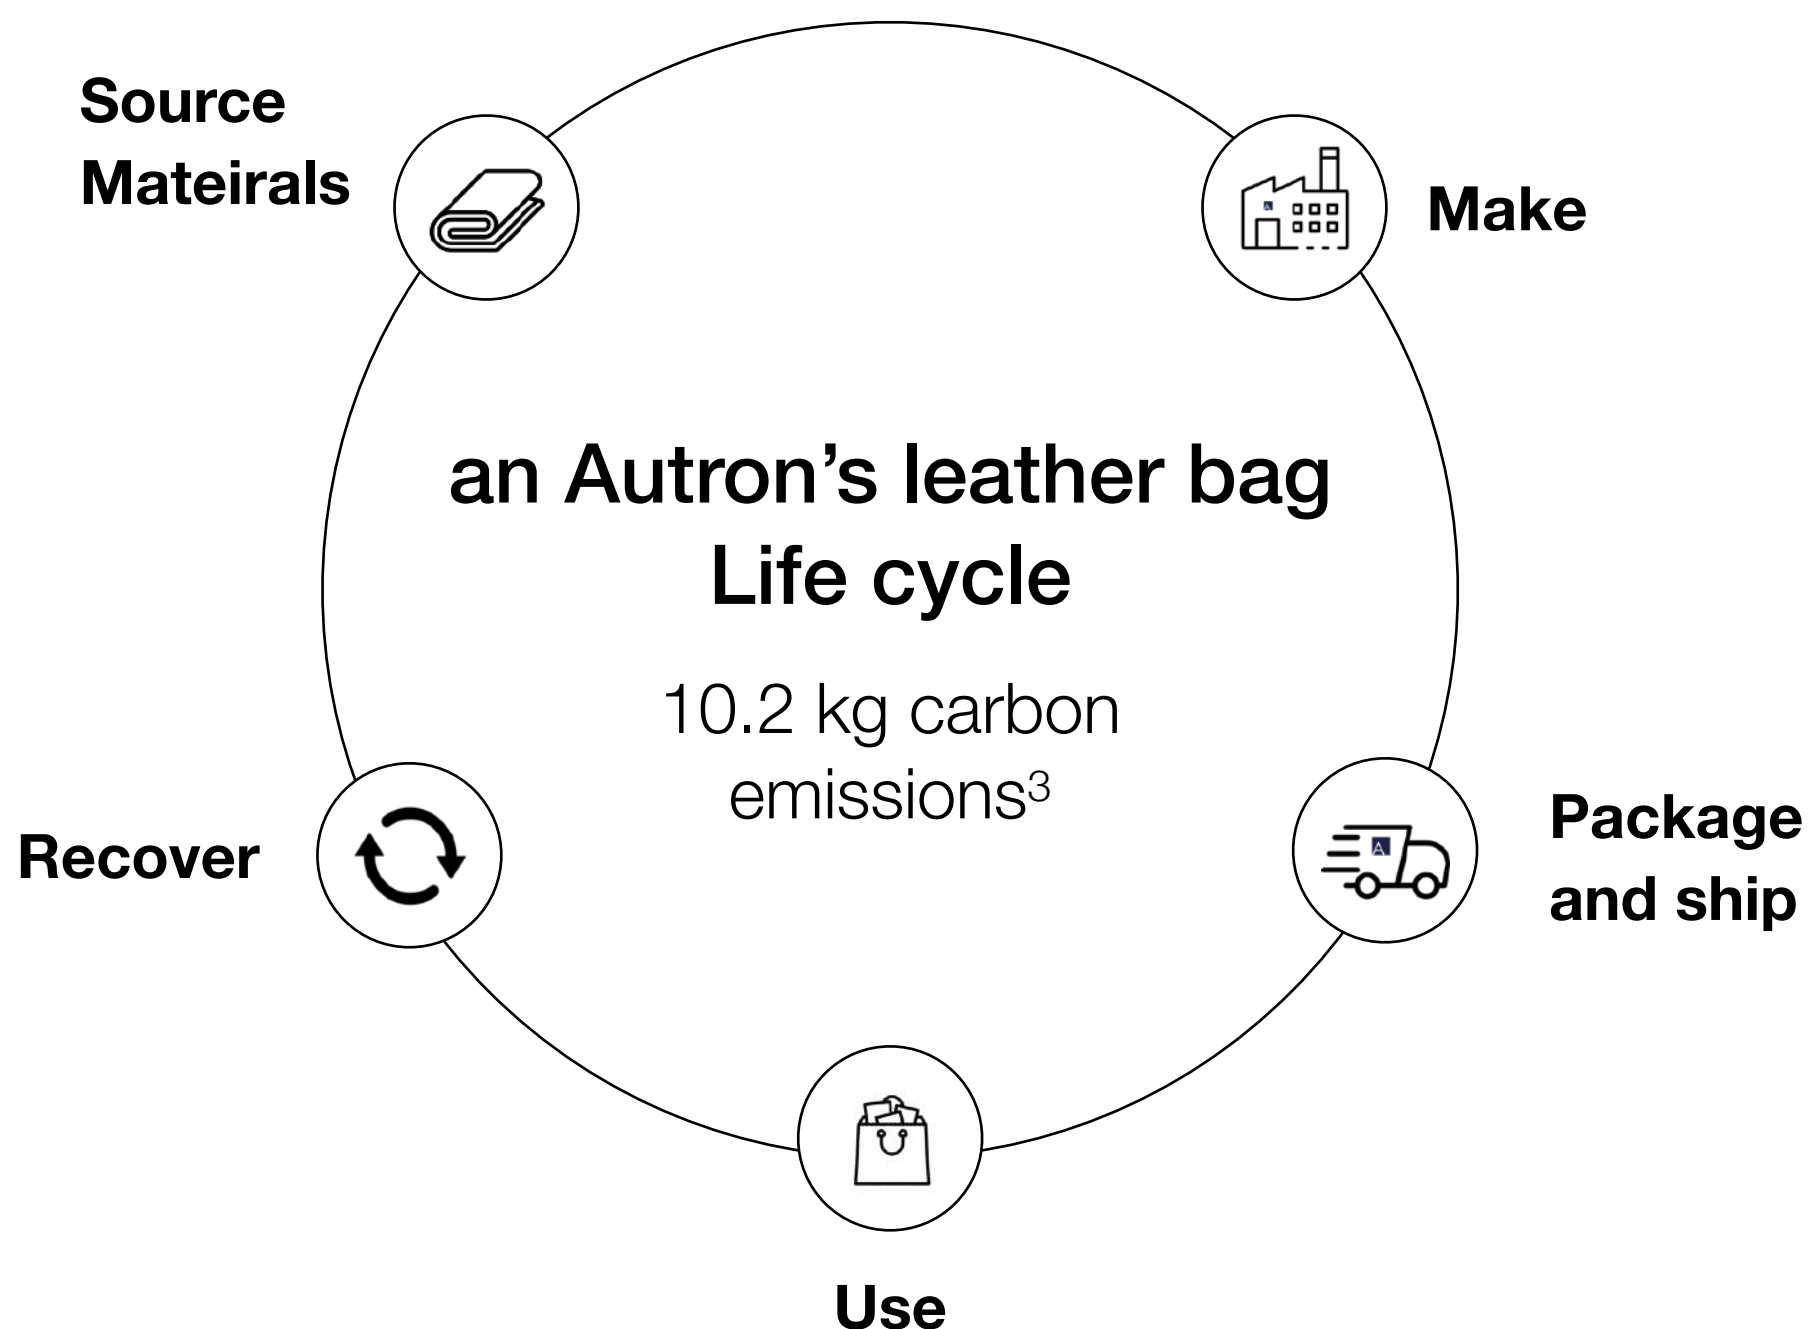 Source
Mateirals
Make
an Autron’s leather bag
Life cycle
10.2 kg carbon
emissions³
Recover
Package
and ship
A
Use